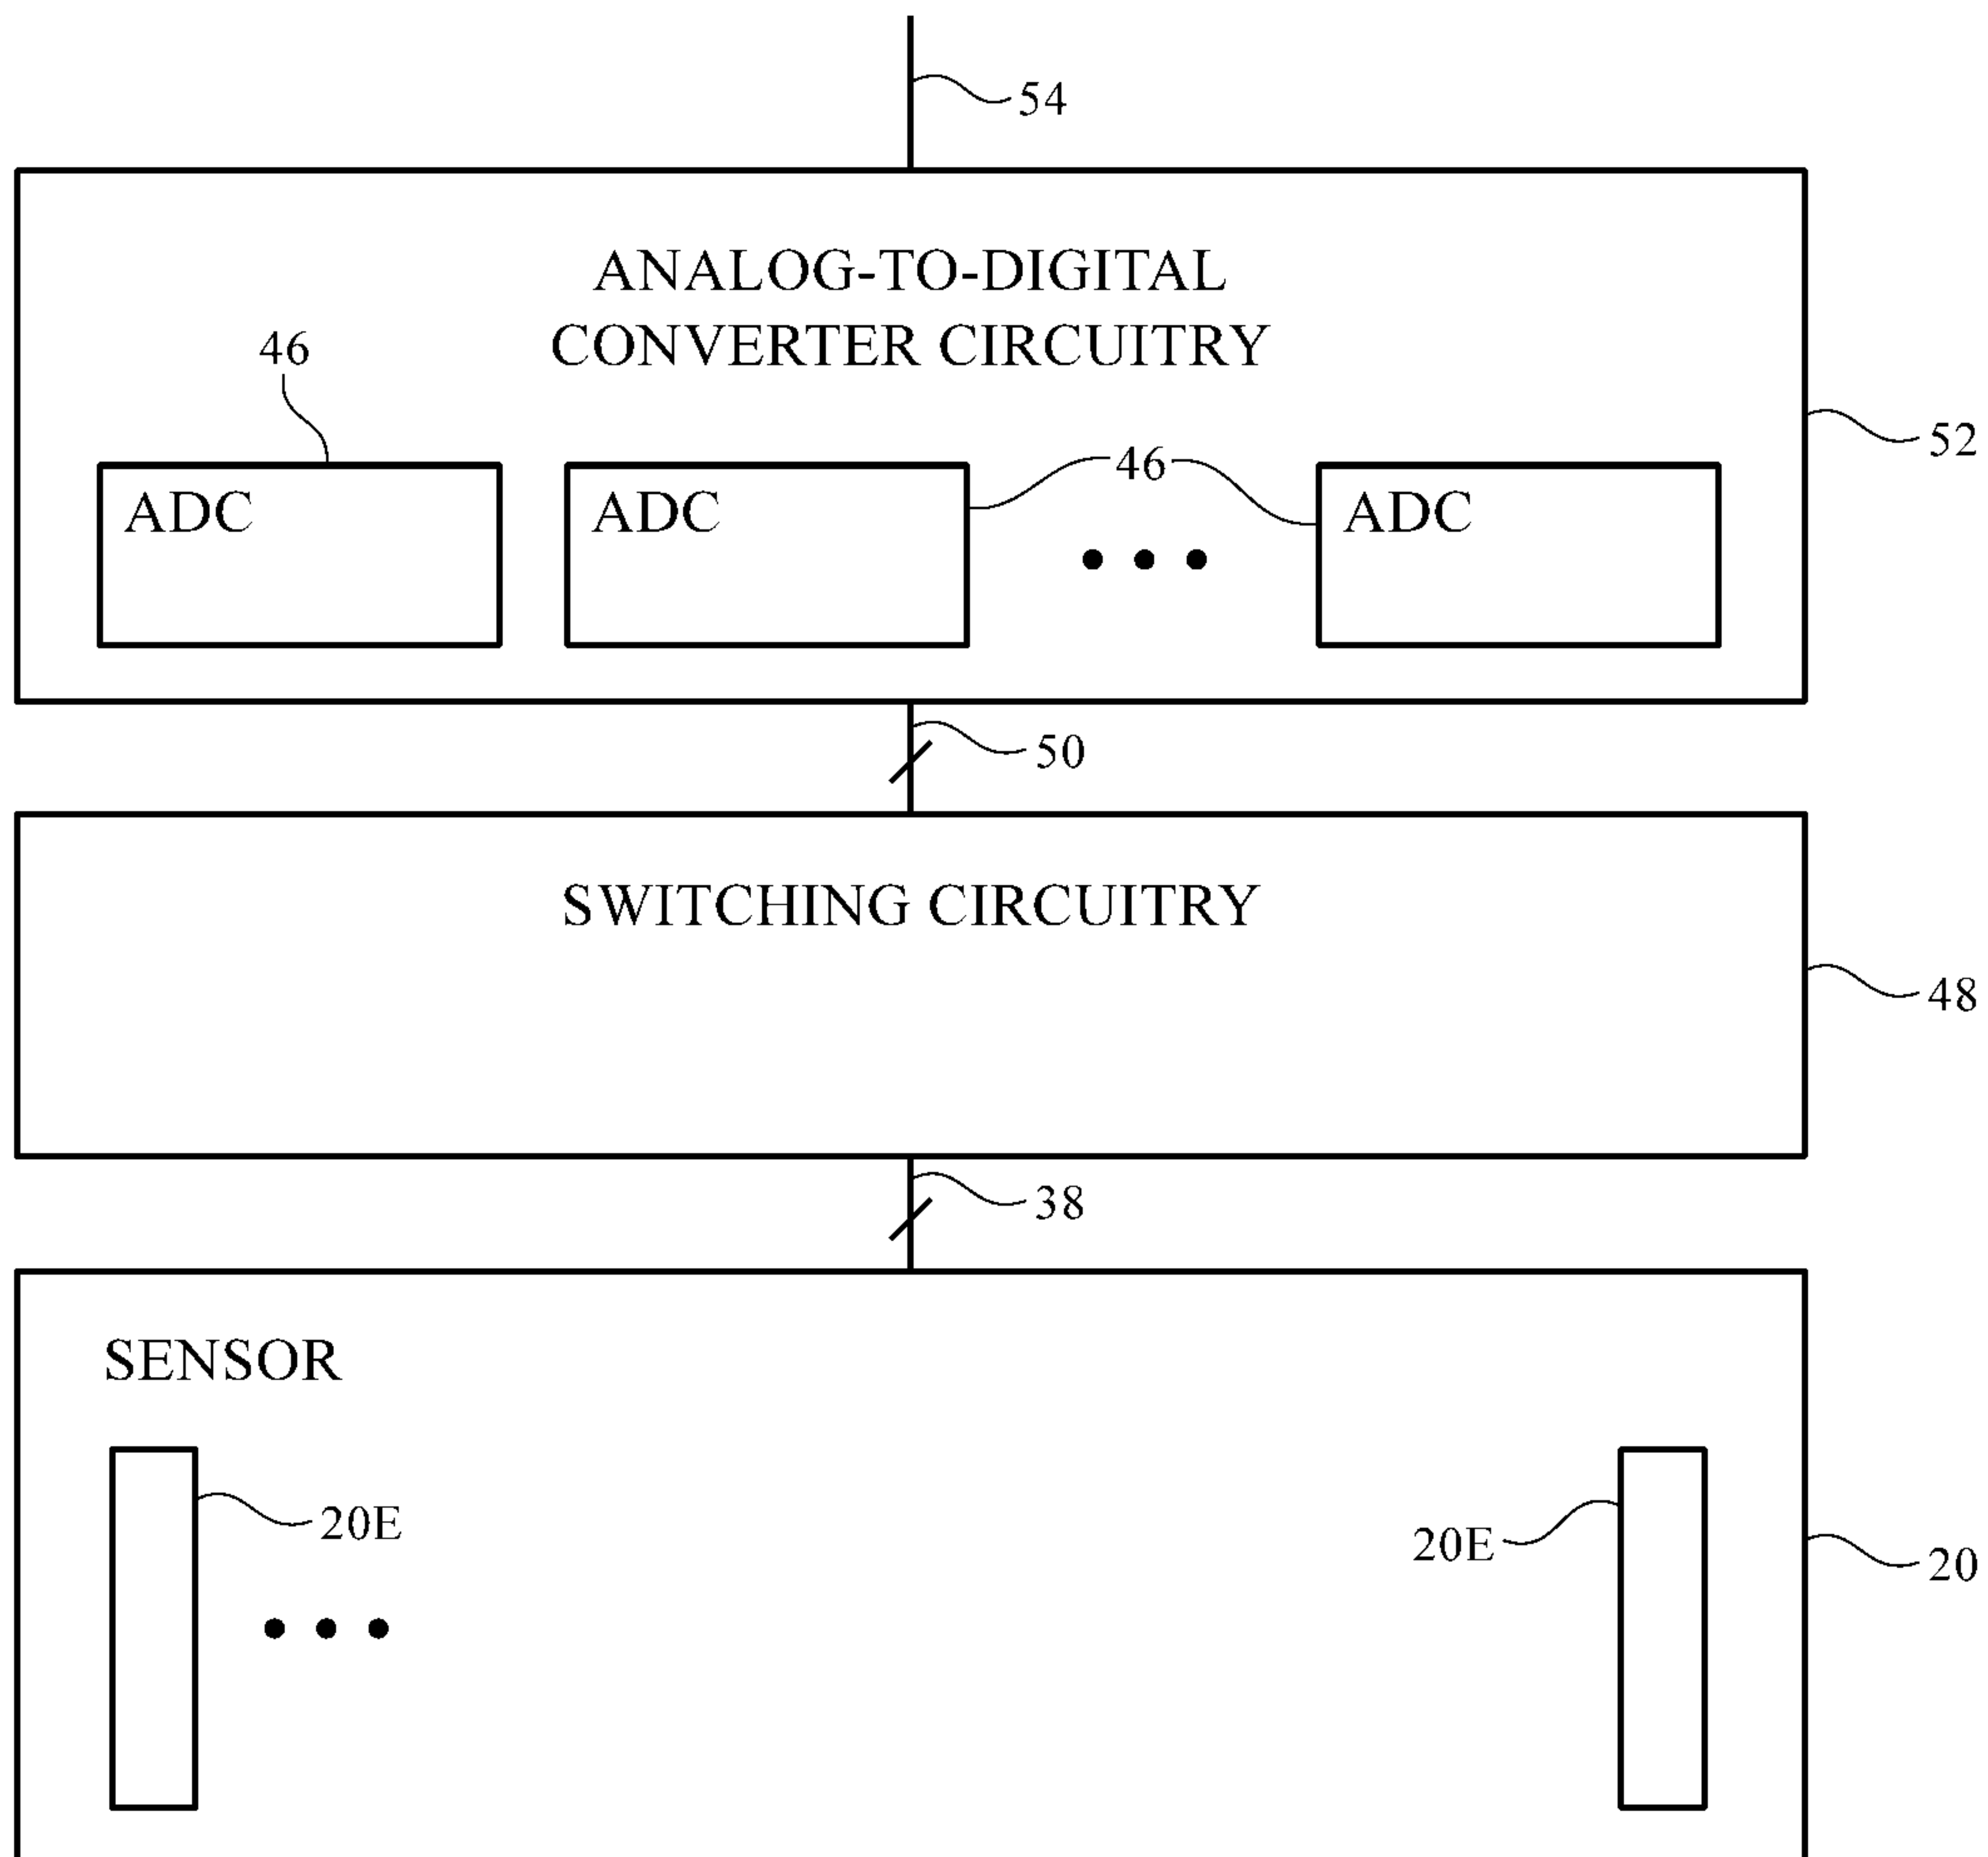 54
ANALOG-TO-DIGITAL
CONVERTER CIRCUITRY
46
52
46
ADC
ADC
ADC
50
SWITCHING CIRCUITRY
48
38
SENSOR
20E
20E
20